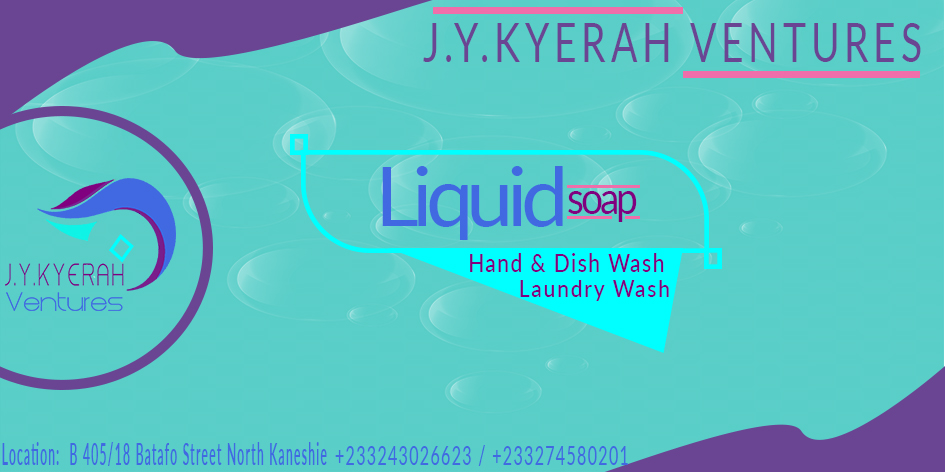 J.Y.KYERAH VENTURES
Liquid soap
Hand & Dish Wash
Laundry Wash
J.Y.KYERAH
Ventures
Location: B 405/18 Batafo Street North Kaneshie +233243026623 / +233274580201